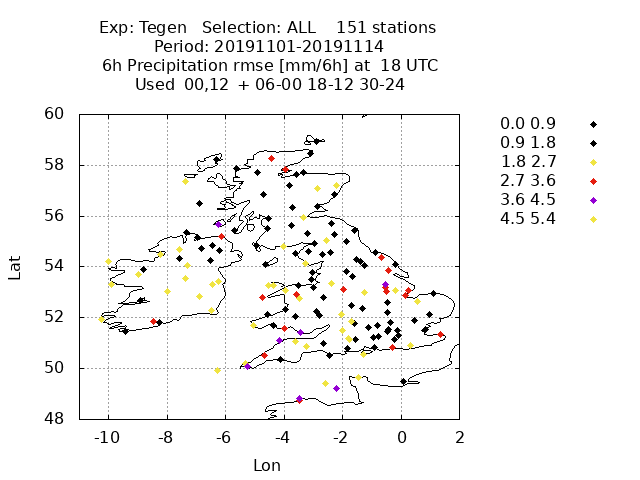 Exp: Tegen Selection: ALL 151 stations
Period: 20191101-20191114
6h Precipitation rmse [mm/6h] at 18 UTC
Used 00,12 + 06-00 18-12 30-24
60
58
56
54
52
50
48
Lat
-10 -8 -6 -4 -2 0 2
Lon
0.0 0.9
0.9 1.8
1.8 2.7
2.7 3.6
3.6 4.5
4.5 5.4